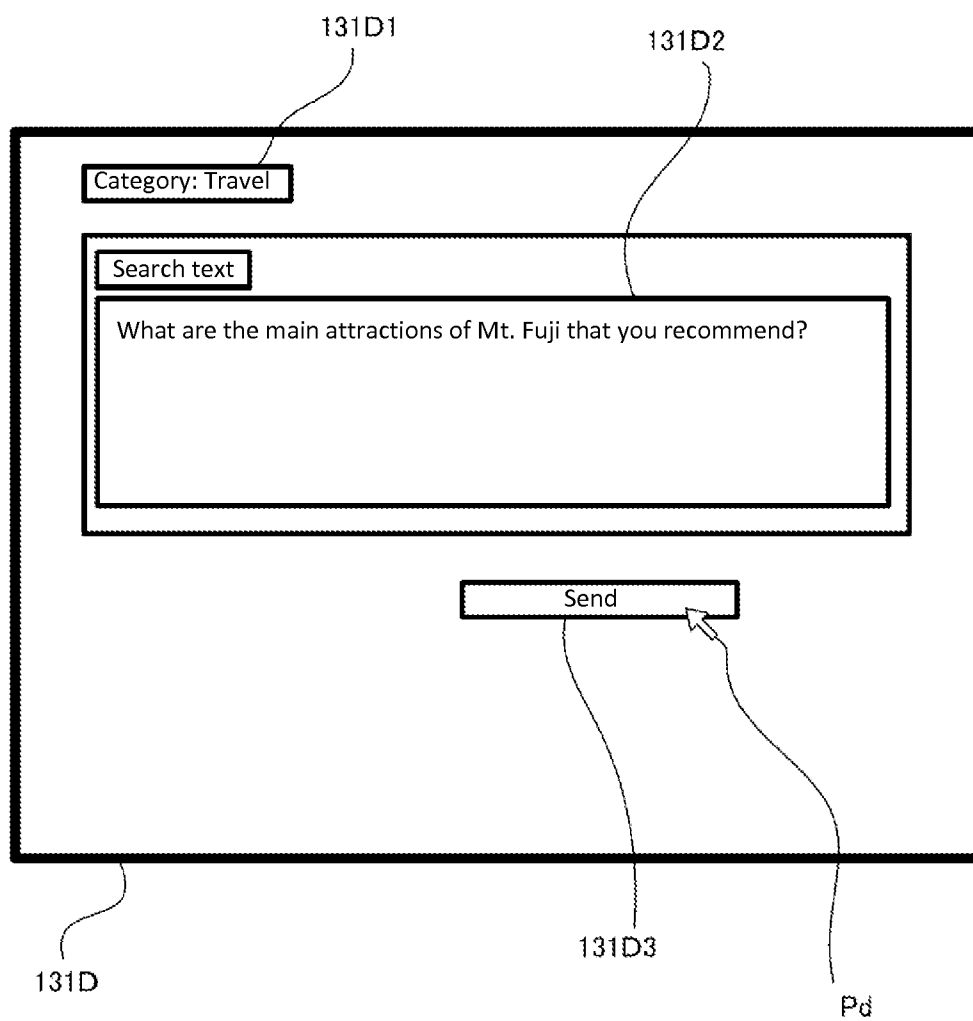 131D1
131D2
Category: Travel
Search text
What are the main attractions of Mt. Fuji that you recommend?
Send
131D
131D3
Pd